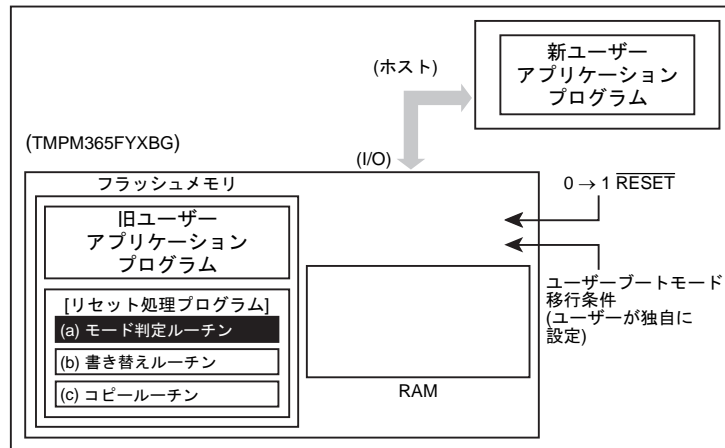 新ユーザー
アプリケーション
プログラム
(ホスト)
(TMPM365FYXBG)
(I/O)
フラッシュメモリ
0 → 1 RESET
旧ユーザー
アプリケーション
プログラム
ユーザーブートモード
移行条件
(ユーザーが独自に
設定)
[リセット処理プログラム]
(a) モード判定ルーチン
(b) 書き替えルーチン
(c) コピールーチン
RAM